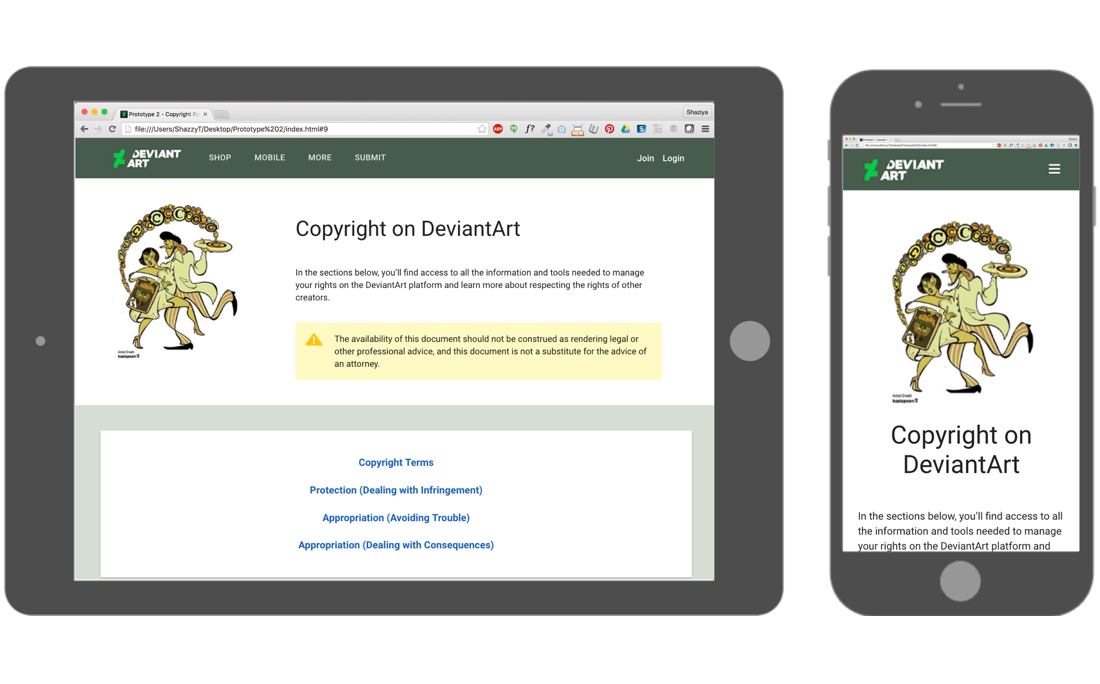 Prototype 2 - Copyright Po
Shaziya
file:///Users/ShazzyT/Desktop/Prototype%202/index.html#9
DEVIANT
ART
SHOP MOBILE MORE SUBMIT
Join Login
Copyright on DeviantArt
In the sections below, you'll find access to all the information and tools needed to manage
your rights on the DeviantArt platform and learn more about respecting the rights of other
creators.
The availability of this document should not be construed as rendering legal or
other professional advice, and this document is not a substitute for the advice of
an attorney.
Artist Credit:
Copyright Terms
Protection (Dealing with Infringement)
Appropriation (Avoiding Trouble)
Appropriation (Dealing with Consequences)
DEVIANT
ART
Artist Credit:
Copyright on
DeviantArt
In the sections below, you'll find access to all
the information and tools needed to manage
your rights on the DeviantArt platform and